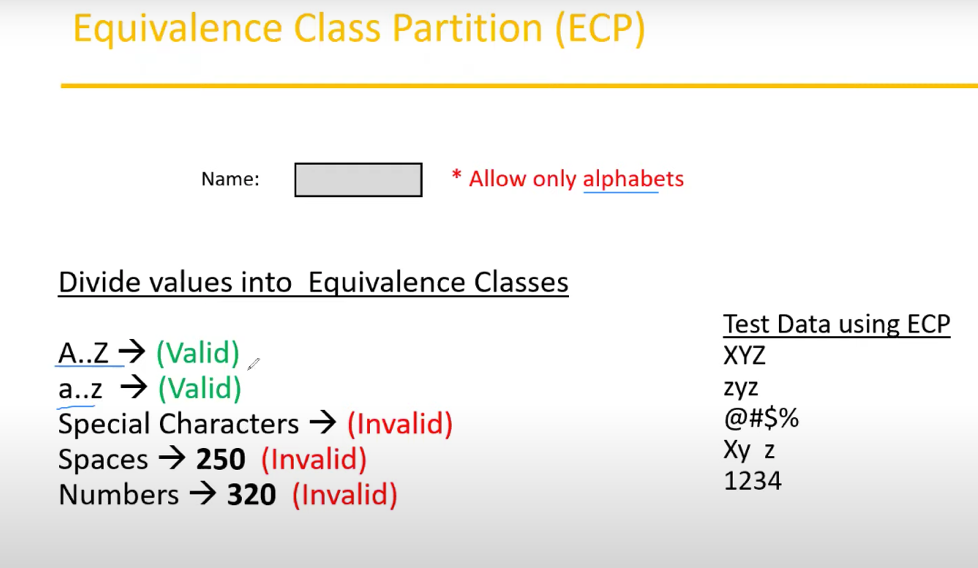 Equivalence Class Partition (ECP)
Name:
* Allow only alphabets
Divide values into Equivalence Classes
A..Z → (Valid)
a..z → (Valid)
Special Characters → (Invalid)
Spaces → 250 (Invalid)
Numbers → 320 (Invalid)
Test Data using ECP
XYZ
zyz
@#$%
Xy z
1234